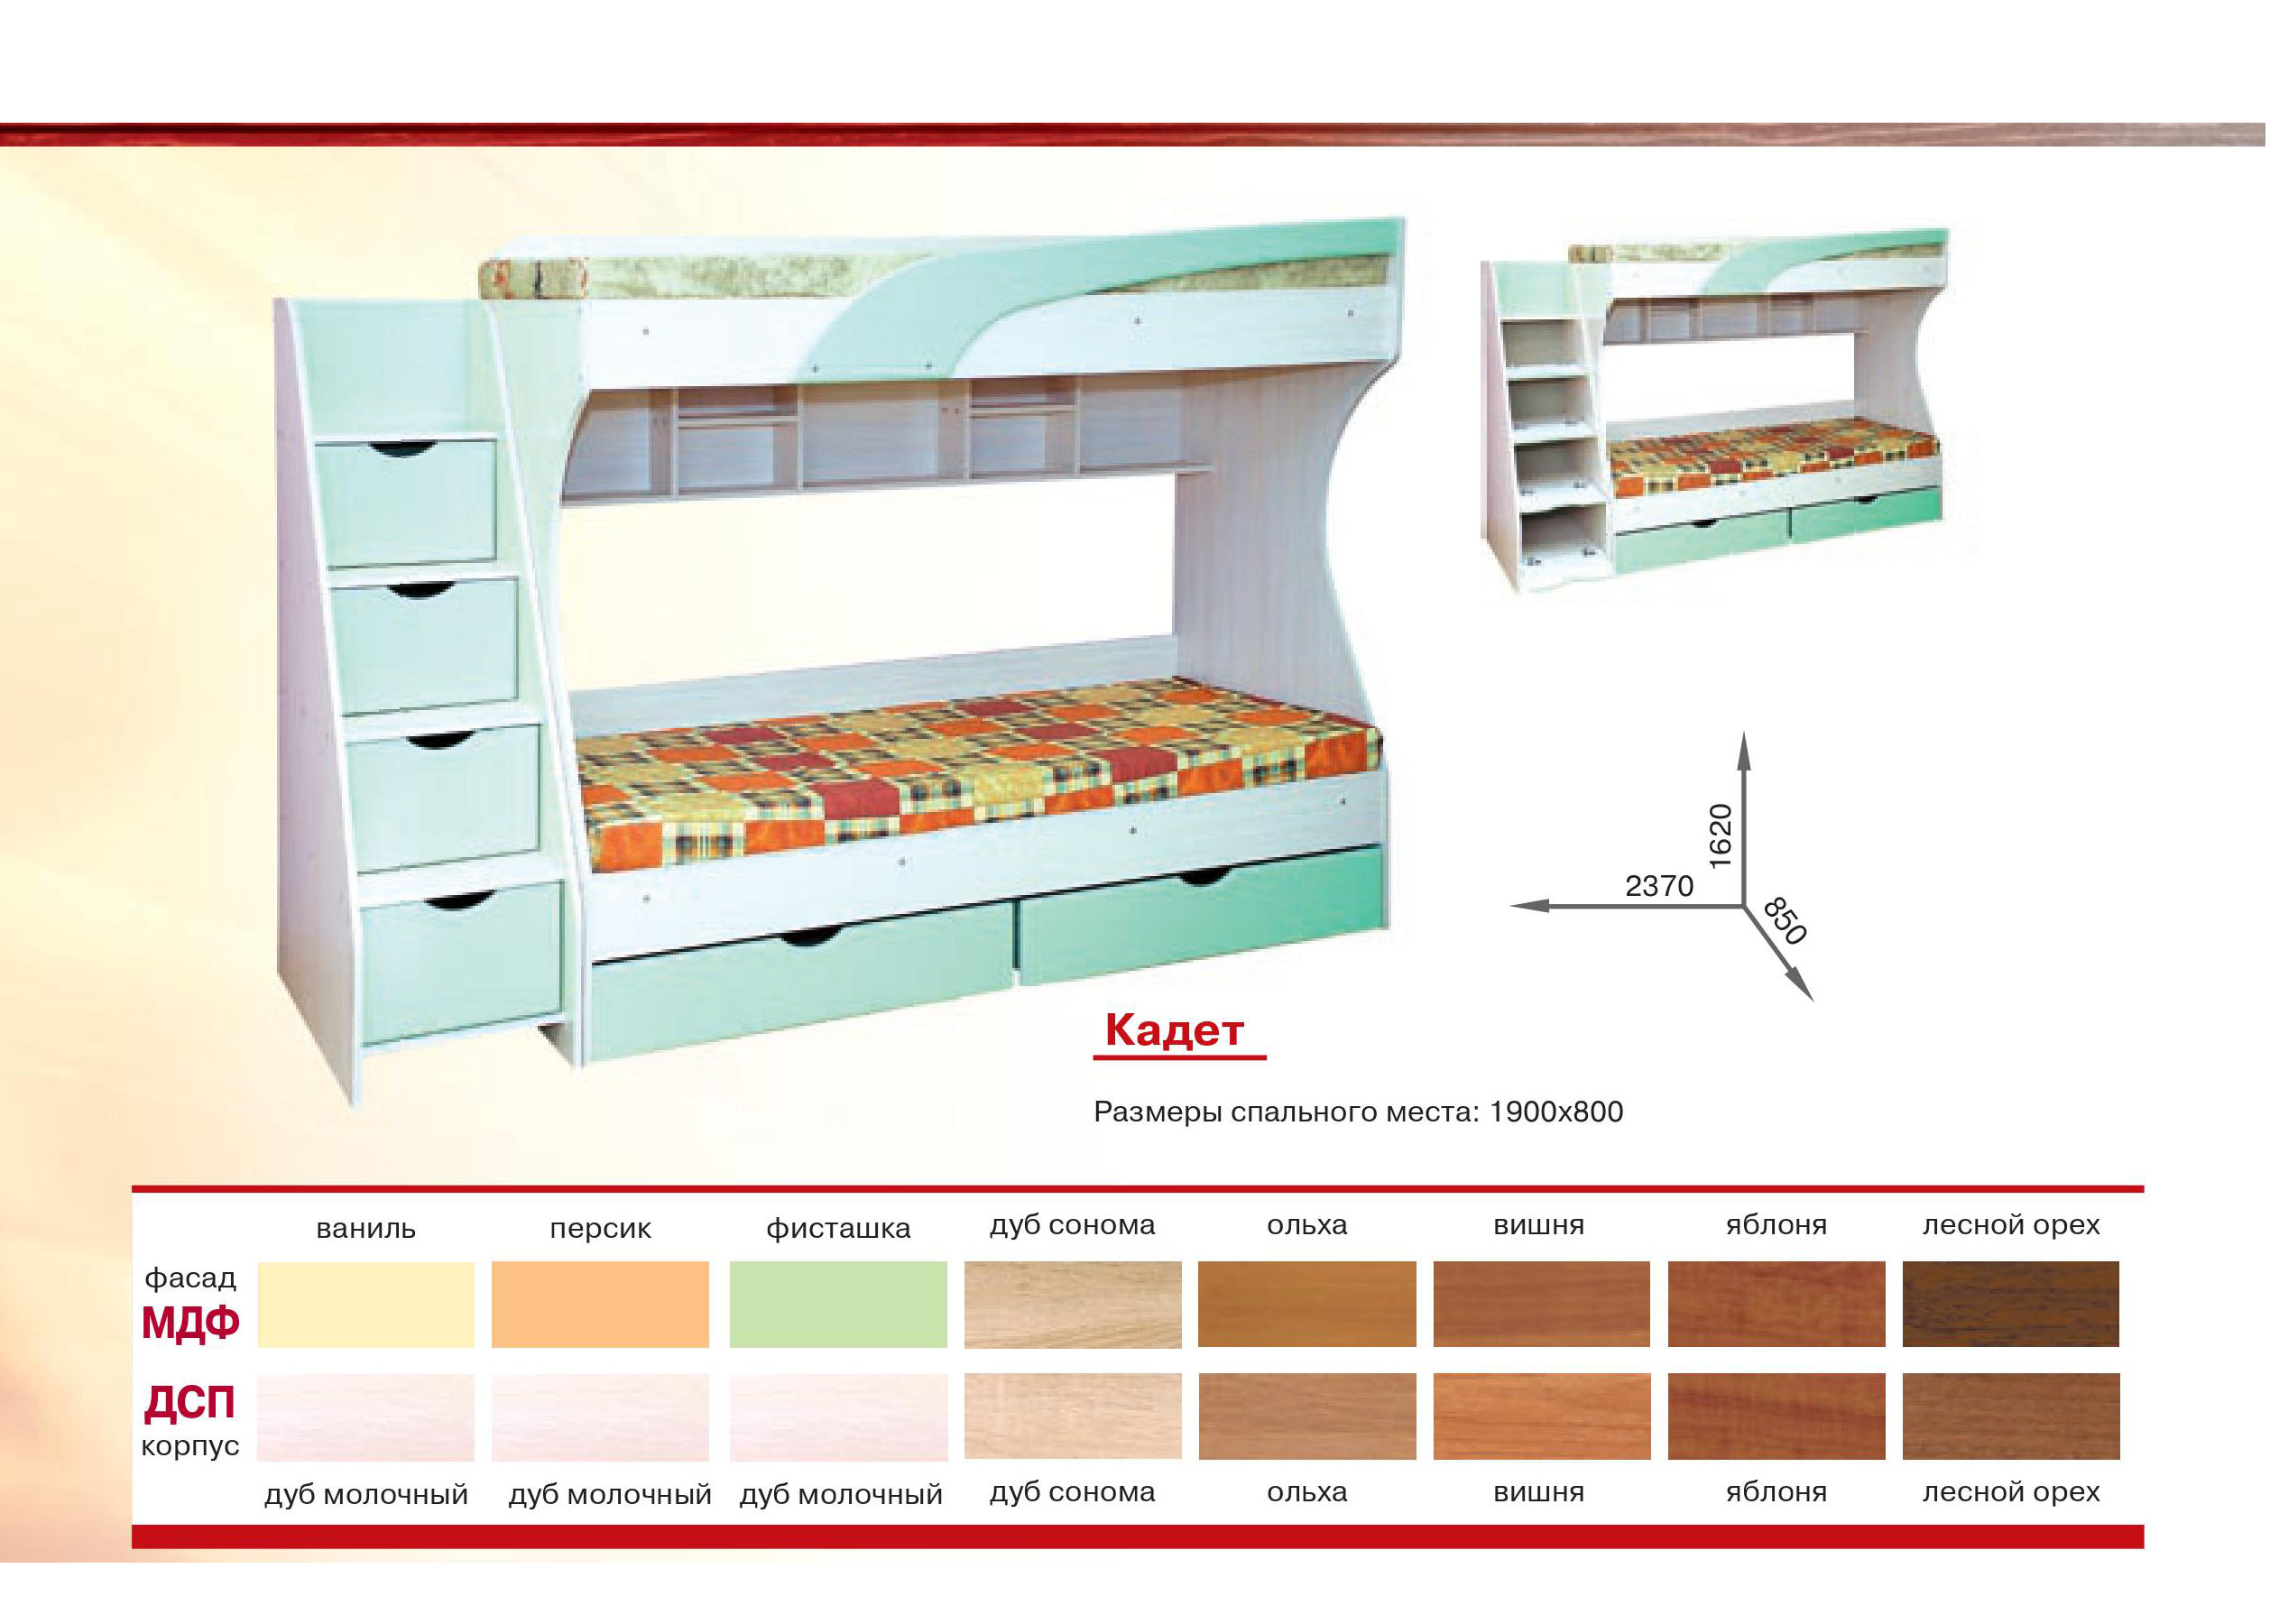 1620
2370
850
Кадет
Размеры спального места: 1900х800
ваниль персик фисташка дуб сонома ольха вишня яблоня лесной орех
фасад
МДФ
ДСП
корпус
дуб молочный дуб молочный дуб молочный дуб сонома ольха вишня яблоня лесной орех